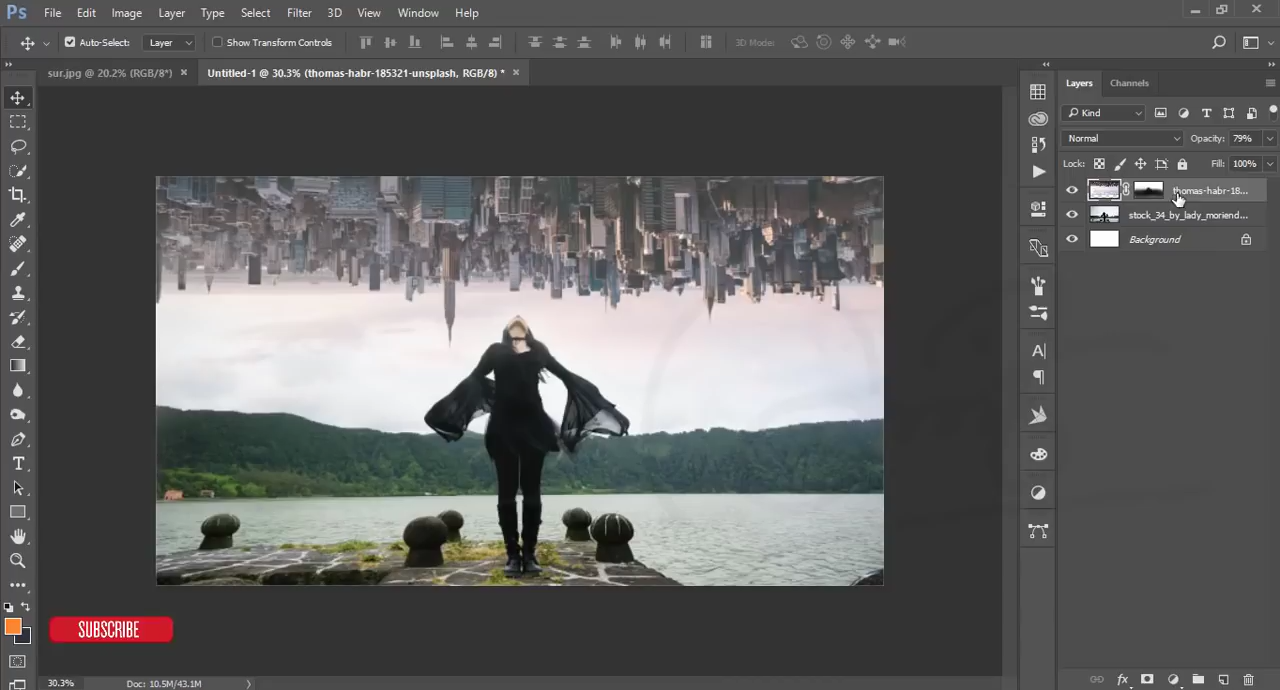 Ps File Edit Image Layer Type Select Filter 3D View Window Help
Auto-Select: Layer Show Transform Controls 3D Mode:
sur.jpg @ 20.2% (RGB/8*) × Untitled-1 @ 30.3% (thomas-habr-185321-unsplash, RGB/8) * ×
Layers Channels
Kind
Normal Opacity: 79%
Lock: Fill: 100%
thomas-habr-18...
stock_34_by_lady_moriend...
Background
SUBSCRIBE
30.3% Doc: 10.5M/43.1M